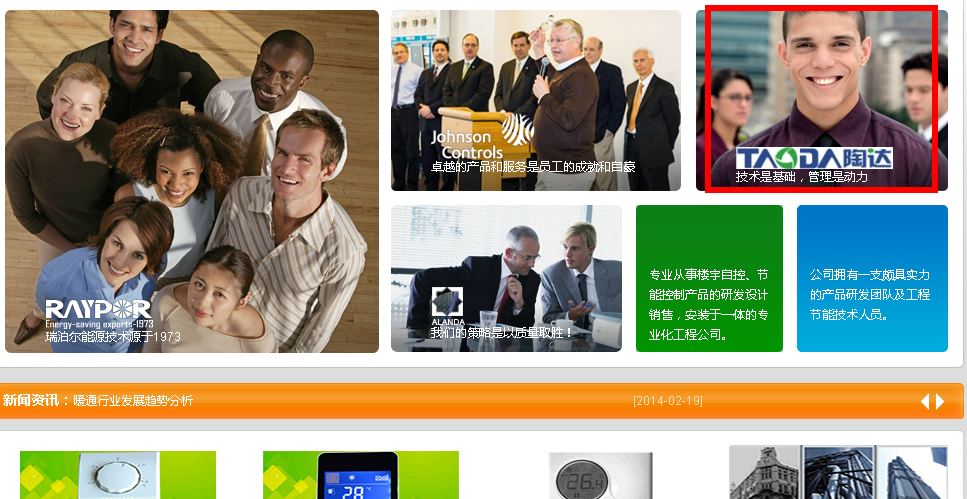 Johnson
Controls
卓越的产品和服务是员工的成就和自豪
TAODA陶达
技术是基础，管理是动力
RAYPOR
Energy-saving exports-1973
瑞泊尔能源技术源于1973
ALANDA
我们的策略是以质量取胜！
专业从事楼宇自控、节
能控制产品的研发设计
销售，安装于一体的专
业化工程公司。
公司拥有一支颇具实力
的产品研发团队及工程
节能技术人员。
新闻资讯：暖通行业发展趋势分析 [2014-02-19]
28